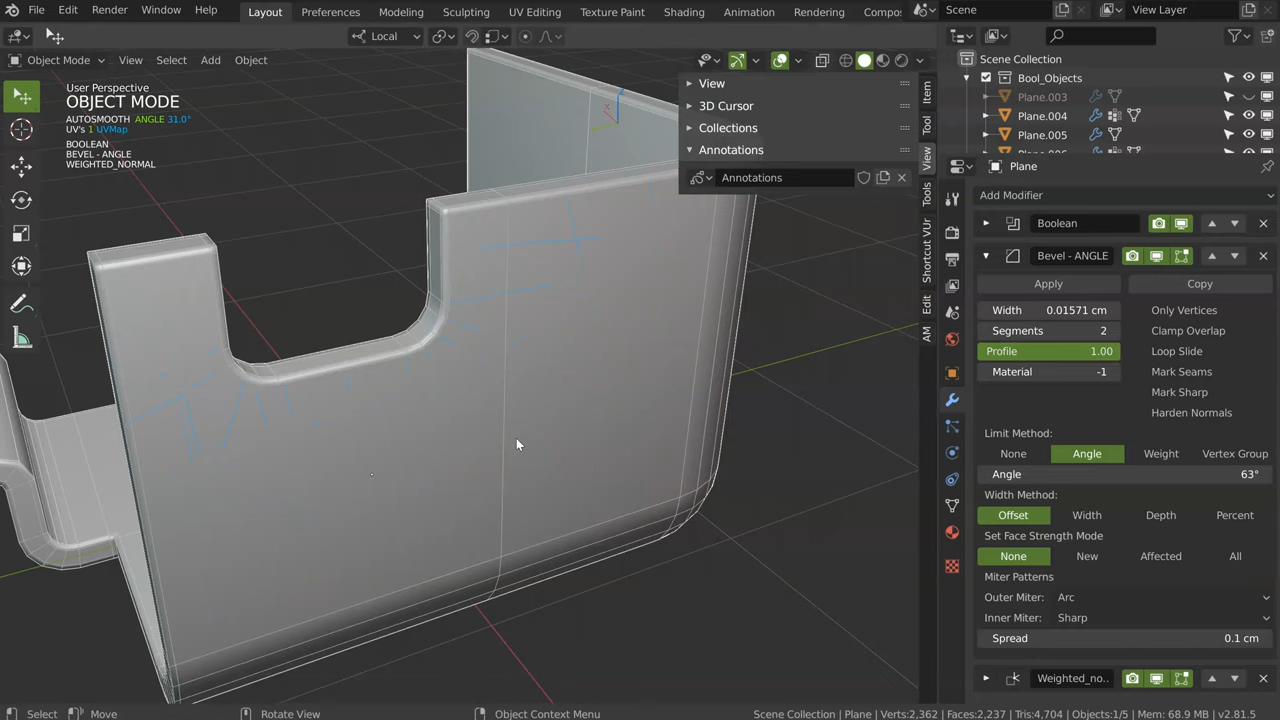 File Edit Render Window Help Layout Preferences Modeling Sculpting UV Editing Texture Paint Shading Animation Rendering Compos Scene View Layer
Local
Object Mode View Select Add Object
User Perspective
OBJECT MODE
AUTOSMOOTH ANGLE 31.0°
UV's 1 UVMap
BOOLEAN
BEVEL - ANGLE
WEIGHTED_NORMAL
X
View
3D Cursor
Collections
Annotations
Annotations
Item
Tool
View
Tools
Shortcut VUr
Edit
AM
Scene Collection
Bool_Objects
Plane.003
Plane.004
Plane.005
Plane
Add Modifier
Boolean
Bevel - ANGLE
Apply Copy
Width 0.01571 cm Only Vertices
Segments 2 Clamp Overlap
Profile 1.00 Loop Slide
Material -1 Mark Seams
Mark Sharp
Harden Normals
Limit Method:
None Angle Weight Vertex Group
Angle 63°
Width Method:
Offset Width Depth Percent
Set Face Strength Mode
None New Affected All
Miter Patterns
Outer Miter: Arc
Inner Miter: Sharp
Spread 0.1 cm
Weighted_no..
Select Move Rotate View Object Context Menu Scene Collection | Plane | Verts:2,362 | Faces:2,237 | Tris:4,704 | Objects:1/5 | Mem: 68.9 MB | v2.81.5